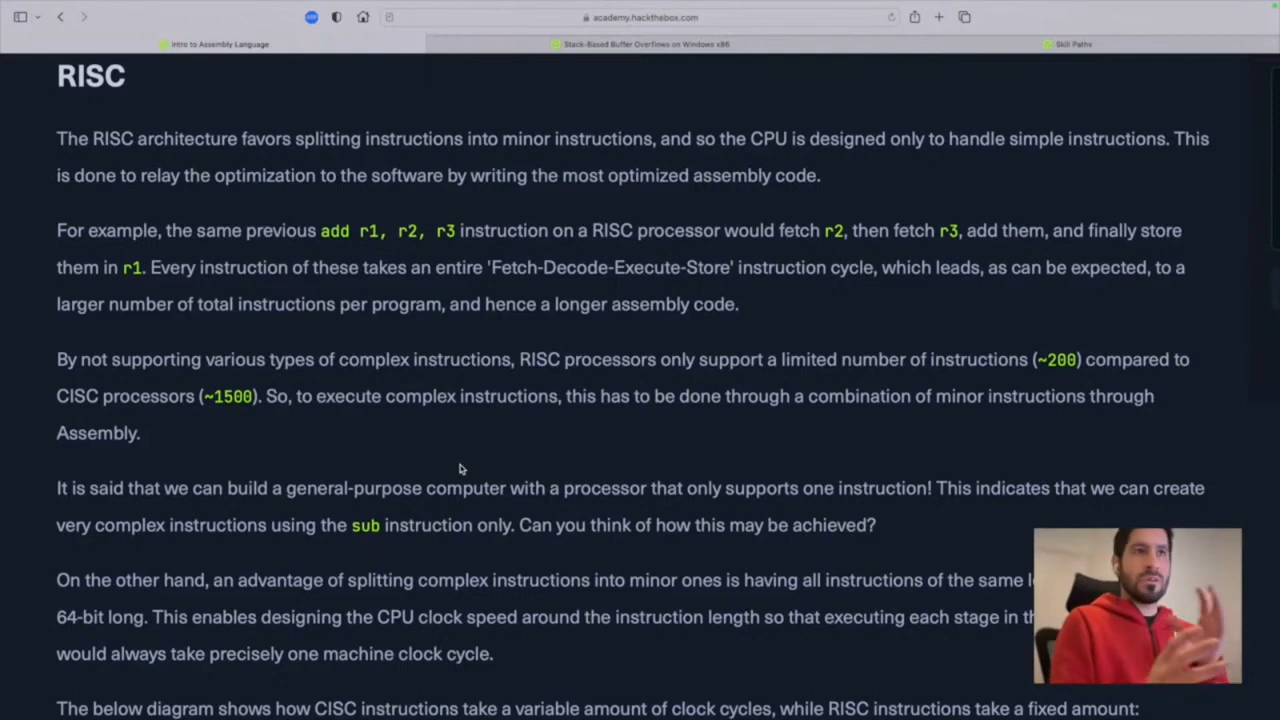 academy.hackthebox.com
Intro to Assembly Language
Stack-Based Buffer Overflows on Windows x86
Skill Paths
RISC
The RISC architecture favors splitting instructions into minor instructions, and so the CPU is designed only to handle simple instructions. This
is done to relay the optimization to the software by writing the most optimized assembly code.
For example, the same previous add r1, r2, r3 instruction on a RISC processor would fetch r2, then fetch r3, add them, and finally store
them in r1. Every instruction of these takes an entire 'Fetch-Decode-Execute-Store' instruction cycle, which leads, as can be expected, to a
larger number of total instructions per program, and hence a longer assembly code.
By not supporting various types of complex instructions, RISC processors only support a limited number of instructions (~200) compared to
CISC processors (~1500). So, to execute complex instructions, this has to be done through a combination of minor instructions through
Assembly.
It is said that we can build a general-purpose computer with a processor that only supports one instruction! This indicates that we can create
very complex instructions using the sub instruction only. Can you think of how this may be achieved?
On the other hand, an advantage of splitting complex instructions into minor ones is having all instructions of the same
64-bit long. This enables designing the CPU clock speed around the instruction length so that executing each stage in
would always take precisely one machine clock cycle.
The below diagram shows how CISC instructions take a variable amount of clock cycles, while RISC instructions take a fixed amount: